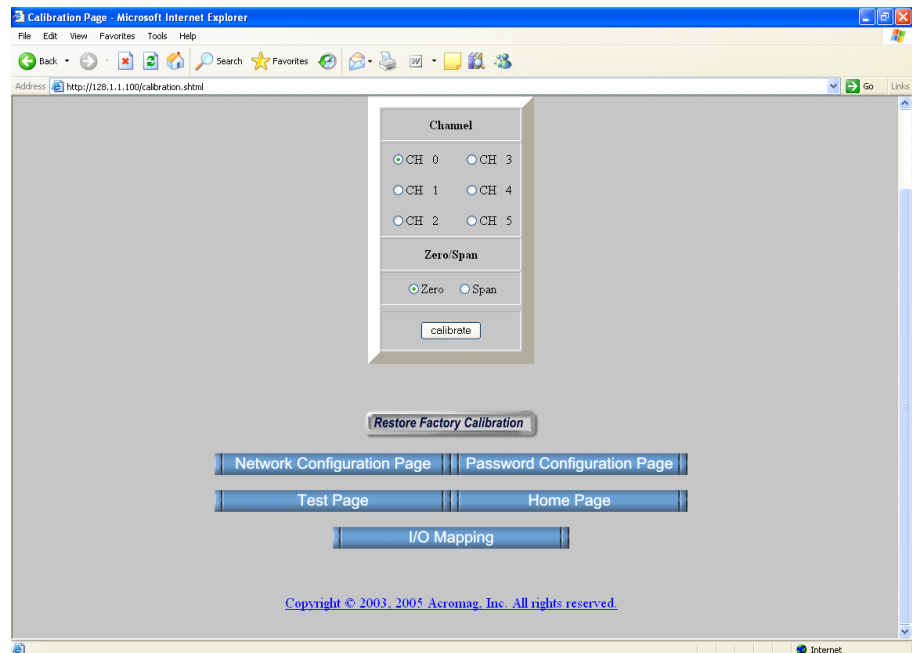 Calibration Page - Microsoft Internet Explorer
File Edit View Favorites Tools Help
Back Search Favorites
Address http://128.1.1.100/calibration.shtml Go Links
Channel
CH 0 CH 3
CH 1 CH 4
CH 2 CH 5
Zero/Span
Zero Span
calibrate
Restore Factory Calibration
Network Configuration Page Password Configuration Page
Test Page Home Page
I/O Mapping
Copyright © 2003, 2005 Acromag, Inc. All rights reserved.
Internet